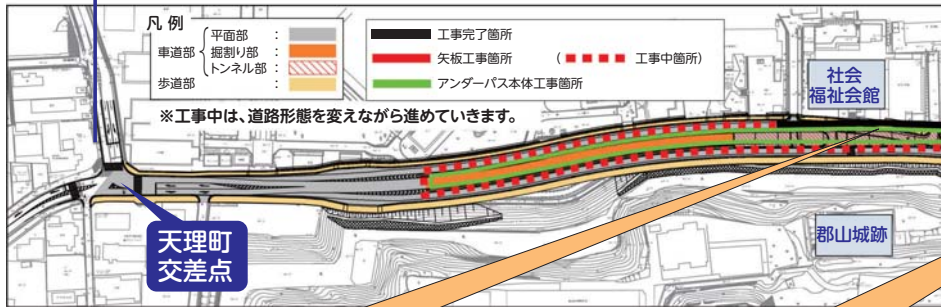 凡例
車道部
平面部 ：
掘割り部 ：
トンネル部 ：
歩道部 ：
工事完了箇所
矢板工事箇所 （ 工事中箇所）
アンダーパス本体工事箇所
※工事中は、道路形態を変えながら進めていきます。
社会
福祉会館
天理町
交差点
郡山城跡